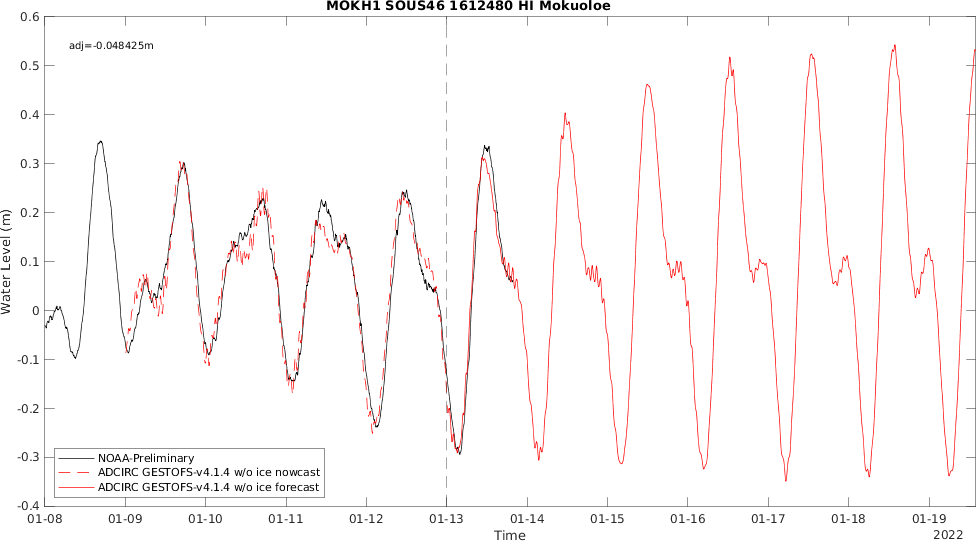 MOKH1 SOUS46 1612480 HI Mokuoloe
adj=-0.048425m
Water Level (m)
0.6
0.5
0.4
0.3
0.2
0.1
0
-0.1
-0.2
-0.3
-0.4
NOAA-Preliminary
ADCIRC GESTOFS-v4.1.4 w/o ice nowcast
ADCIRC GESTOFS-v4.1.4 w/o ice forecast
01-08 01-09 01-10 01-11 01-12 01-13 01-14 01-15 01-16 01-17 01-18 01-19
Time
2022